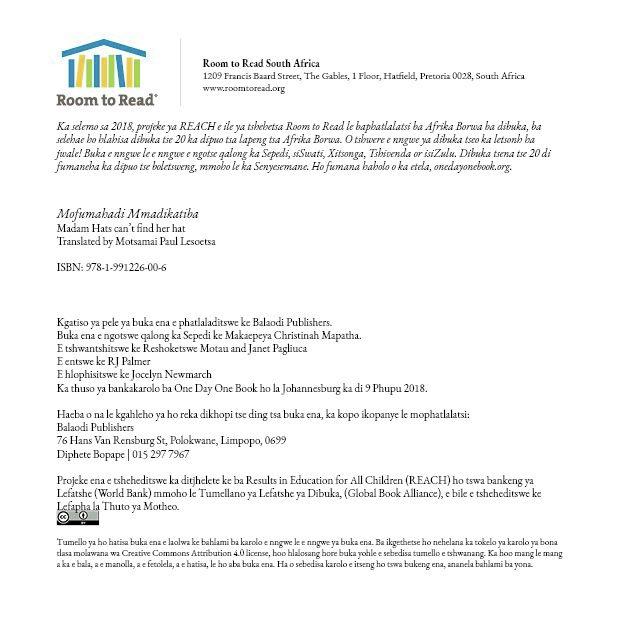 Room to Read®
Room to Read South Africa
1209 Francis Baard Street, The Gables, 1 Floor, Hatfield, Pretoria 0028, South Africa
www.roomtoread.org
Ka selemo sa 2018, projeke ya REACH e ile ya tshehetsa Room to Read le baphatlalatsi ba Afrika Borwa ba dibuka, ba
selehae ho hlahisa dibuka tse 20 ka dipuo tsa lapeng tsa Afrika Borwa. O tshwere e nngwe ya dibuka tseo ka letsonh ba
jwale! Buka e nngwe le e nngwe e ngotse qalong ka Sepedi, siSwati, Xitsonga, Tshivenda or isiZulu. Dibuka tsena tse 20 di
fumaneha ka dipuo tse boletsweng, mmoho le ka Senyesemane. Ho fumana haholo o ka etela, onedayonebook.org.
Mofumahadi Mmadikatiba
Madam Hats can't find her hat
Translated by Motsamai Paul Lesoetsa
ISBN: 978-1-991226-00-6
Kgatiso ya pele ya buka ena e phatlaladitswe ke Balaodi Publishers.
Buka ena e ngotswe qalong ka Sepedi ke Makaepeya Christinah Mapatha.
E tshwantshitswe ke Reshoketswe Motau and Janet Pagliuca
E entswe ke RJ Palmer
E hlophisitswe ke Jocelyn Newmarch
Ka thuso ya bankakarolo ba One Day One Book ho la Johannesburg ka di 9 Phupu 2018.
Haeba o na le kgahleho ya ho reka dikhopi tse ding tsa buka ena, ka kopo ikopanye le mophatlalatsi:
Balaodi Publishers
76 Hans Van Rensburg St, Polokwane, Limpopo, 0699
Diphete Bopape | 015 297 7967
Projeke ena e tsheheditswe ka ditjhelete ke ba Results in Education for All Children (REACH) ho tswa bankeng ya
Lefatshe (World Bank) mmoho le Tumellano ya Lefatshe ya Dibuka, (Global Book Alliance), e bile e tsheheditswe ke
Lefapha la Thuto ya Motheo.
Tumello ya ho hatisa buka ena e laolwa ke bahlami ba karolo e nngwe le e nngwe ya buka ena. Ba ikgethetse ho nehelana ka tokelo ya karolo ya bona
tlasa molawana wa Creative Commons Attribution 4.0 license, hoo hlalosang hore buka yohle e sebedisa tumello e tshwanang. Ka hoo mang le mang
a ka e bala, a e manolla, a e fetolela, a e hatisa, le ho aba buka ena. Ha o sebedisa karolo e itseng ho tswa bukeng ena, ananela bahlami ba yona.